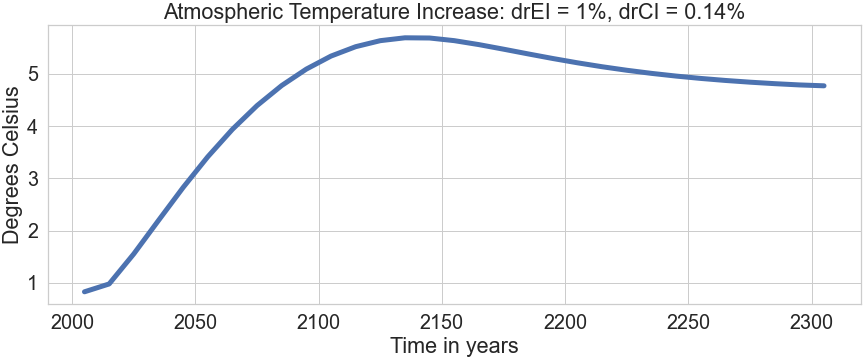 Atmospheric Temperature Increase: drEI = 1%, drCI = 0.14%
Degrees Celsius
5
4
3
2
1
2000 2050 2100 2150 2200 2250 2300
Time in years